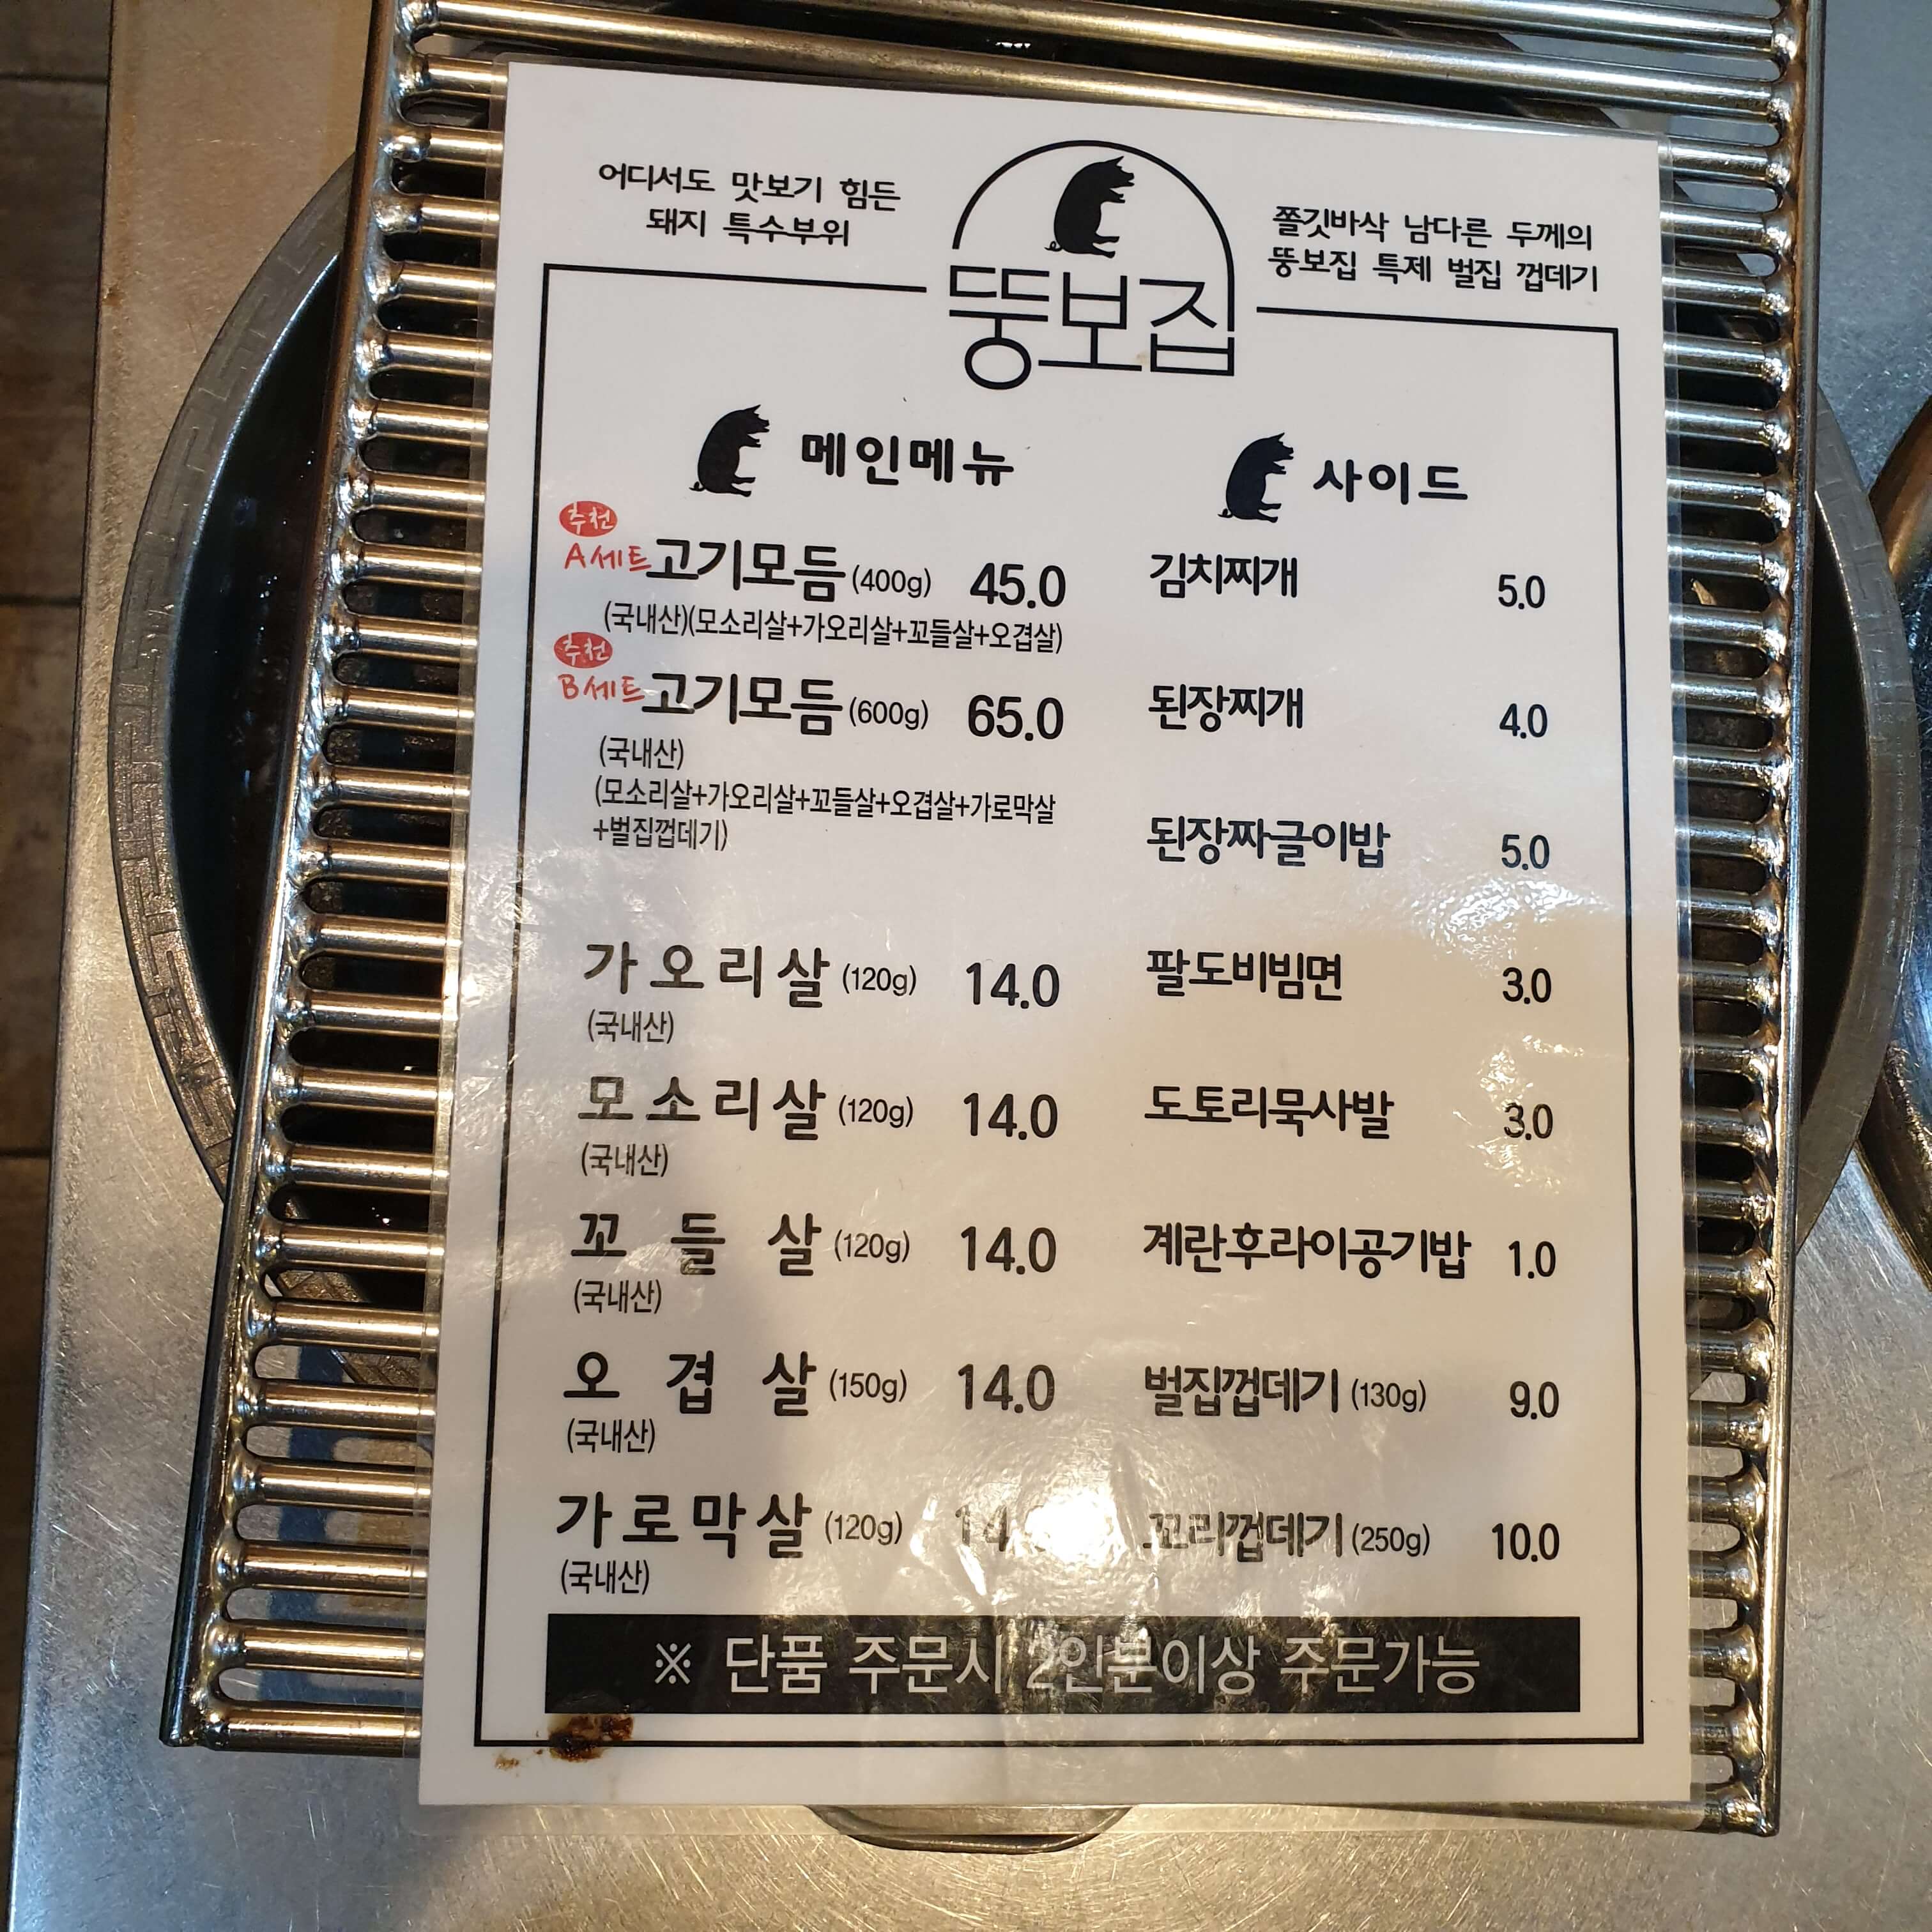 어디서도 맛보기 힘든
돼지 특수부위
뚱보집
쫄깃바삭 남다른 두께의
뚱보집 특제 벌집 껍데기
메인메뉴
추천
A세트 고기모듬 (400g) 45.0
(국내산)(모소리살+가오리살+꼬들살+오겹살)
추천
B세트 고기모듬 (600g) 65.0
(국내산)
(모소리살+가오리살+꼬들살+오겹살+가로막살
+벌집껍데기)
가오리살 (120g) 14.0
(국내산)
모소리살 (120g) 14.0
(국내산)
꼬들살 (120g) 14.0
(국내산)
오겹살 (150g) 14.0
(국내산)
가로막살 (120g)
(국내산)
사이드
김치찌개 5.0
된장찌개 4.0
된장짜글이밥 5.0
팔도비빔면 3.0
도토리묵사발 3.0
계란후라이공기밥 1.0
벌집껍데기 (130g) 9.0
꼬리껍데기 (250g) 10.0
※ 단품 주문시 2인분이상 주문가능